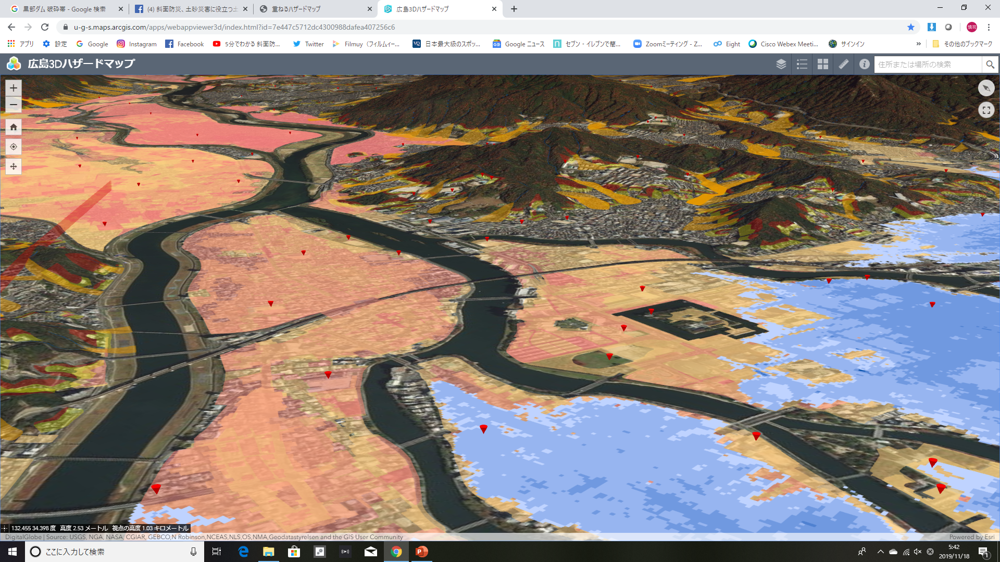 黒部ダム 破砕帯 - Google 検索
(4) 斜面防災、土砂災害に役立つ土
重ねるハザードマップ
広島3Dハザードマップ
u-g-s.maps.arcgis.com/apps/webappviewer3d/index.html?id=7e447c5712dc4300988dafea407256c6
慎司
アプリ 設定 Google Instagram Facebook 5分でわかる 斜面防... Twitter Filmuy（フィルムイー... VQ 日本最大級のスポッ... Google ニュース n セブン - イレブンで簡... Zoomミーティング - Z... Eight Cisco Webex Meeti... サインイン » その他のブックマーク
広島3Dハザードマップ
住所または場所の検索
132.455 34.398 度 高度 2.53 メートル 視点の高度 1.03 キロメートル
DigitalGlobe | Source: USGS, NGA, NASA, CGIAR, GEBCO,N Robinson,NCEAS,NLS,OS,NMA,Geodatastyrelsen and the GIS User Community
Powered by Esri
ここに入力して検索
5:42
2019/11/18
1